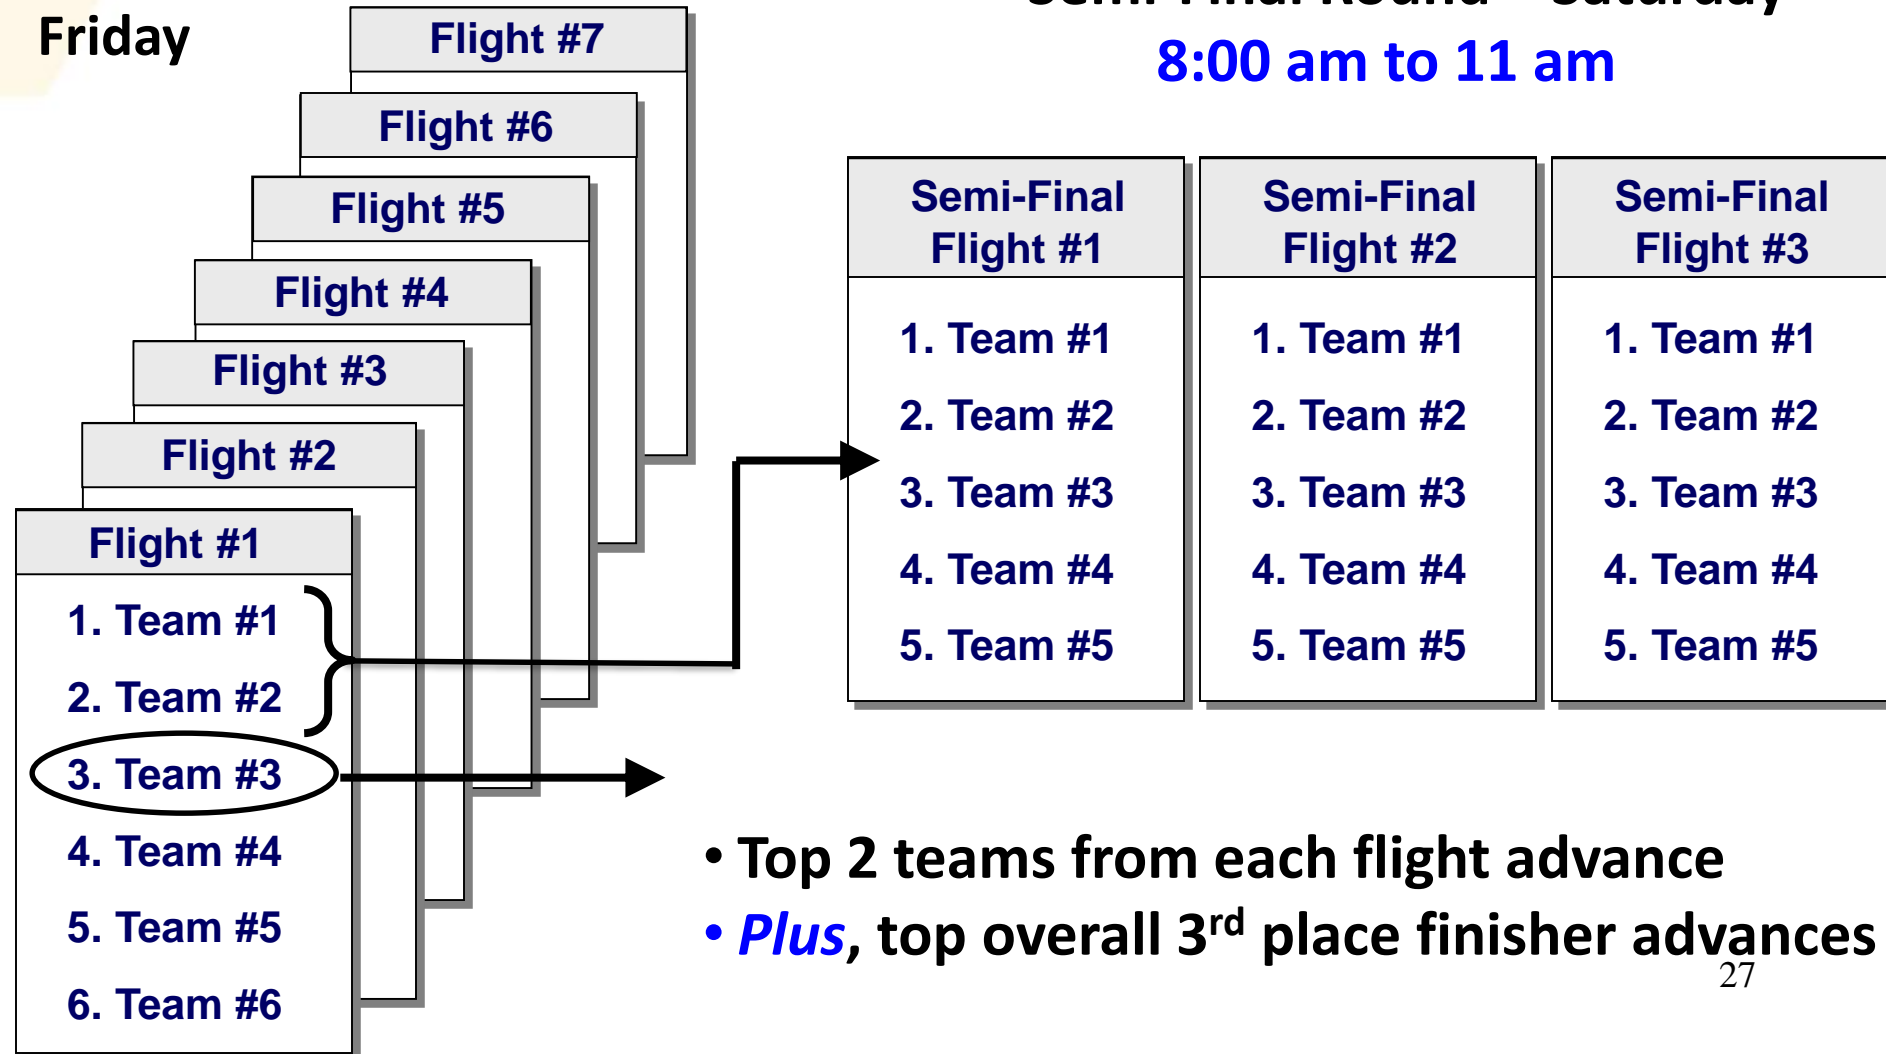 Friday
Semi-Final Round – Saturday
8:00 am to 11 am
Flight #7
Flight #6
Flight #5
Flight #4
Flight #3
Flight #2
Flight #1
1. Team #1
2. Team #2
3. Team #3
4. Team #4
5. Team #5
6. Team #6
Semi-Final
Flight #1
1. Team #1
2. Team #2
3. Team #3
4. Team #4
5. Team #5
Semi-Final
Flight #2
1. Team #1
2. Team #2
3. Team #3
4. Team #4
5. Team #5
Semi-Final
Flight #3
1. Team #1
2. Team #2
3. Team #3
4. Team #4
5. Team #5
• Top 2 teams from each flight advance
• Plus, top overall 3rd place finisher advances
27